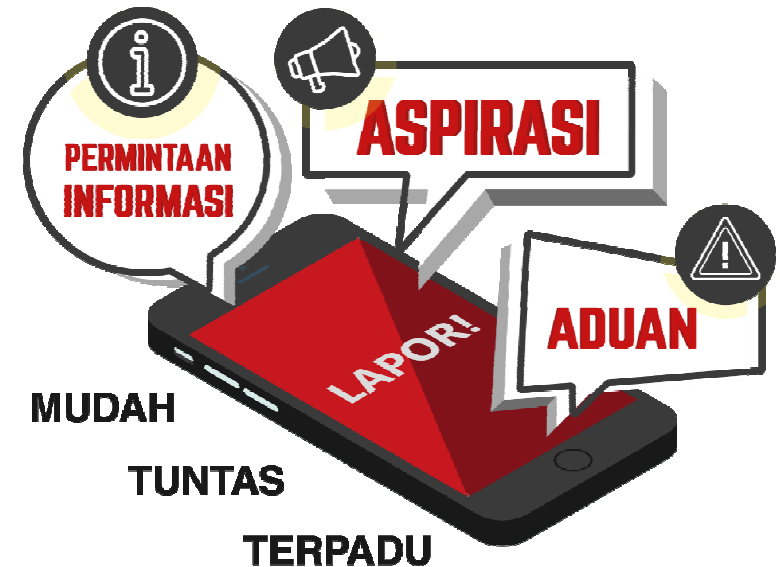 PERMINTAAN
INFORMASI
ASPIRASI
ADUAN
LAPOR!
MUDAH
TUNTAS
TERPADU